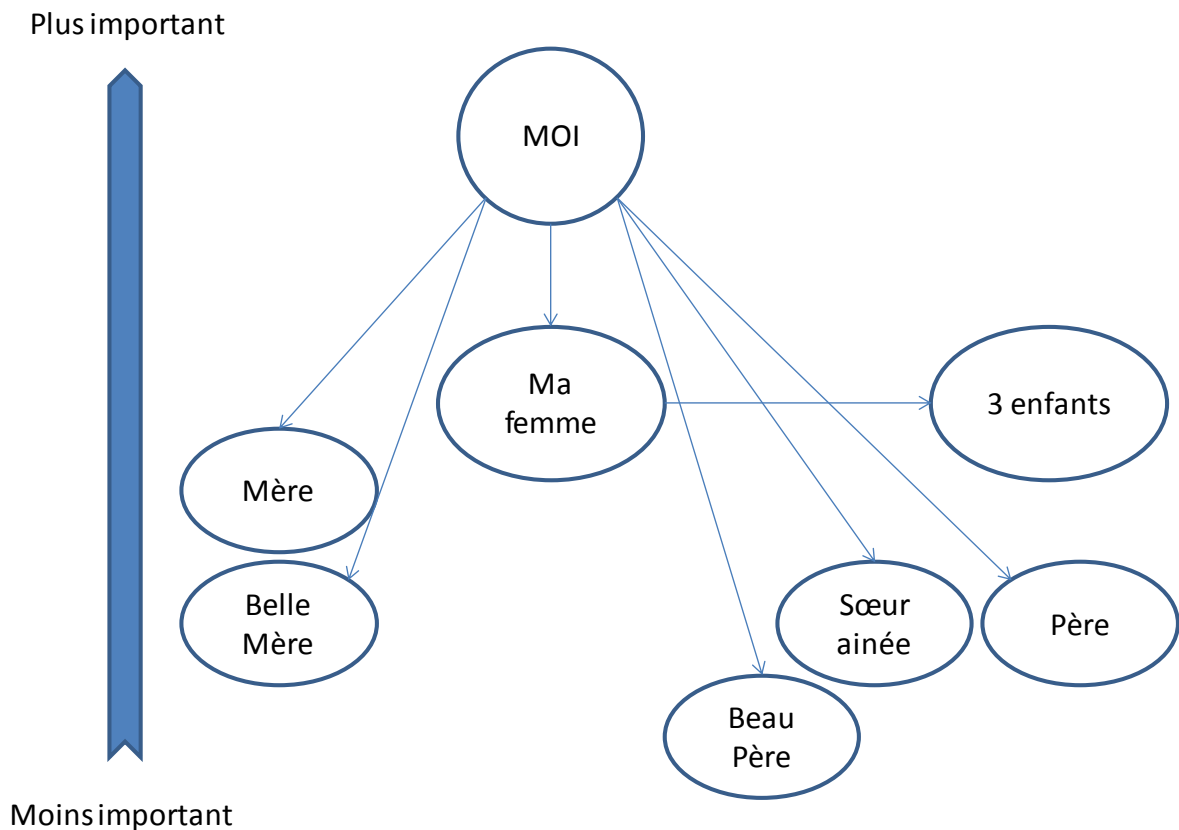 Plus important
MOI
Ma
femme
3 enfants
Mère
Belle
Mère
Sœur
ainée
Père
Beau
Père
Moins important